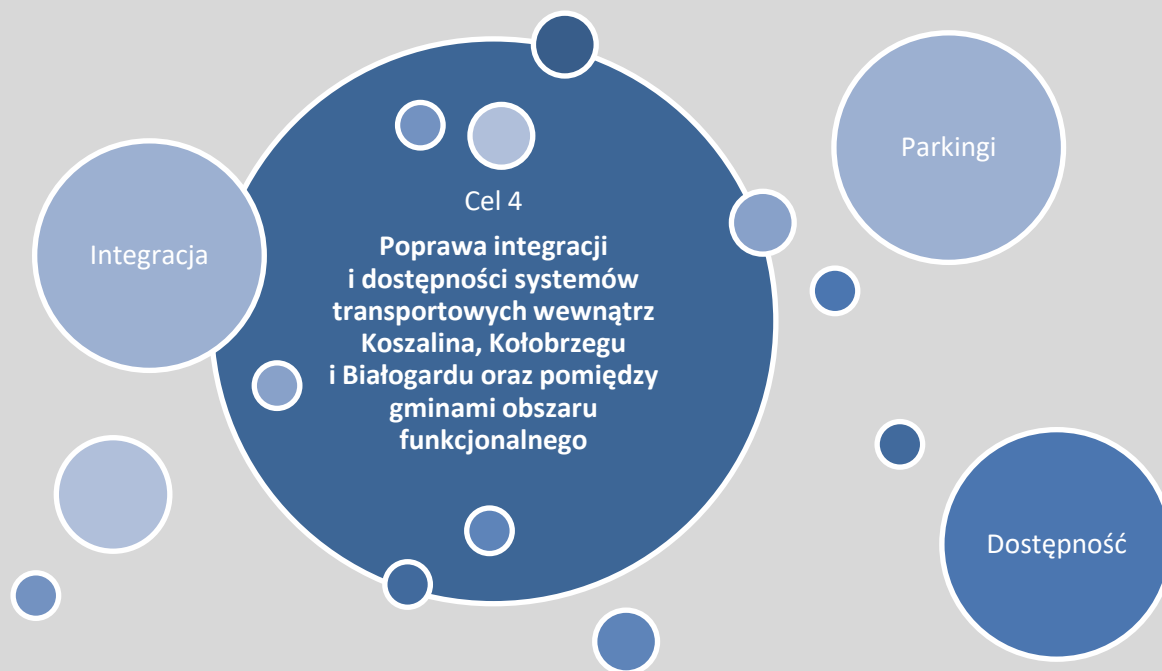 Parkingi
Cel 4
Integracja
Poprawa integracji
i dostępności systemów
transportowych wewnątrz
Koszalina, Kołobrzegu
i Białogardu oraz pomiędzy
gminami obszaru
funkcjonalnego
Dostępność